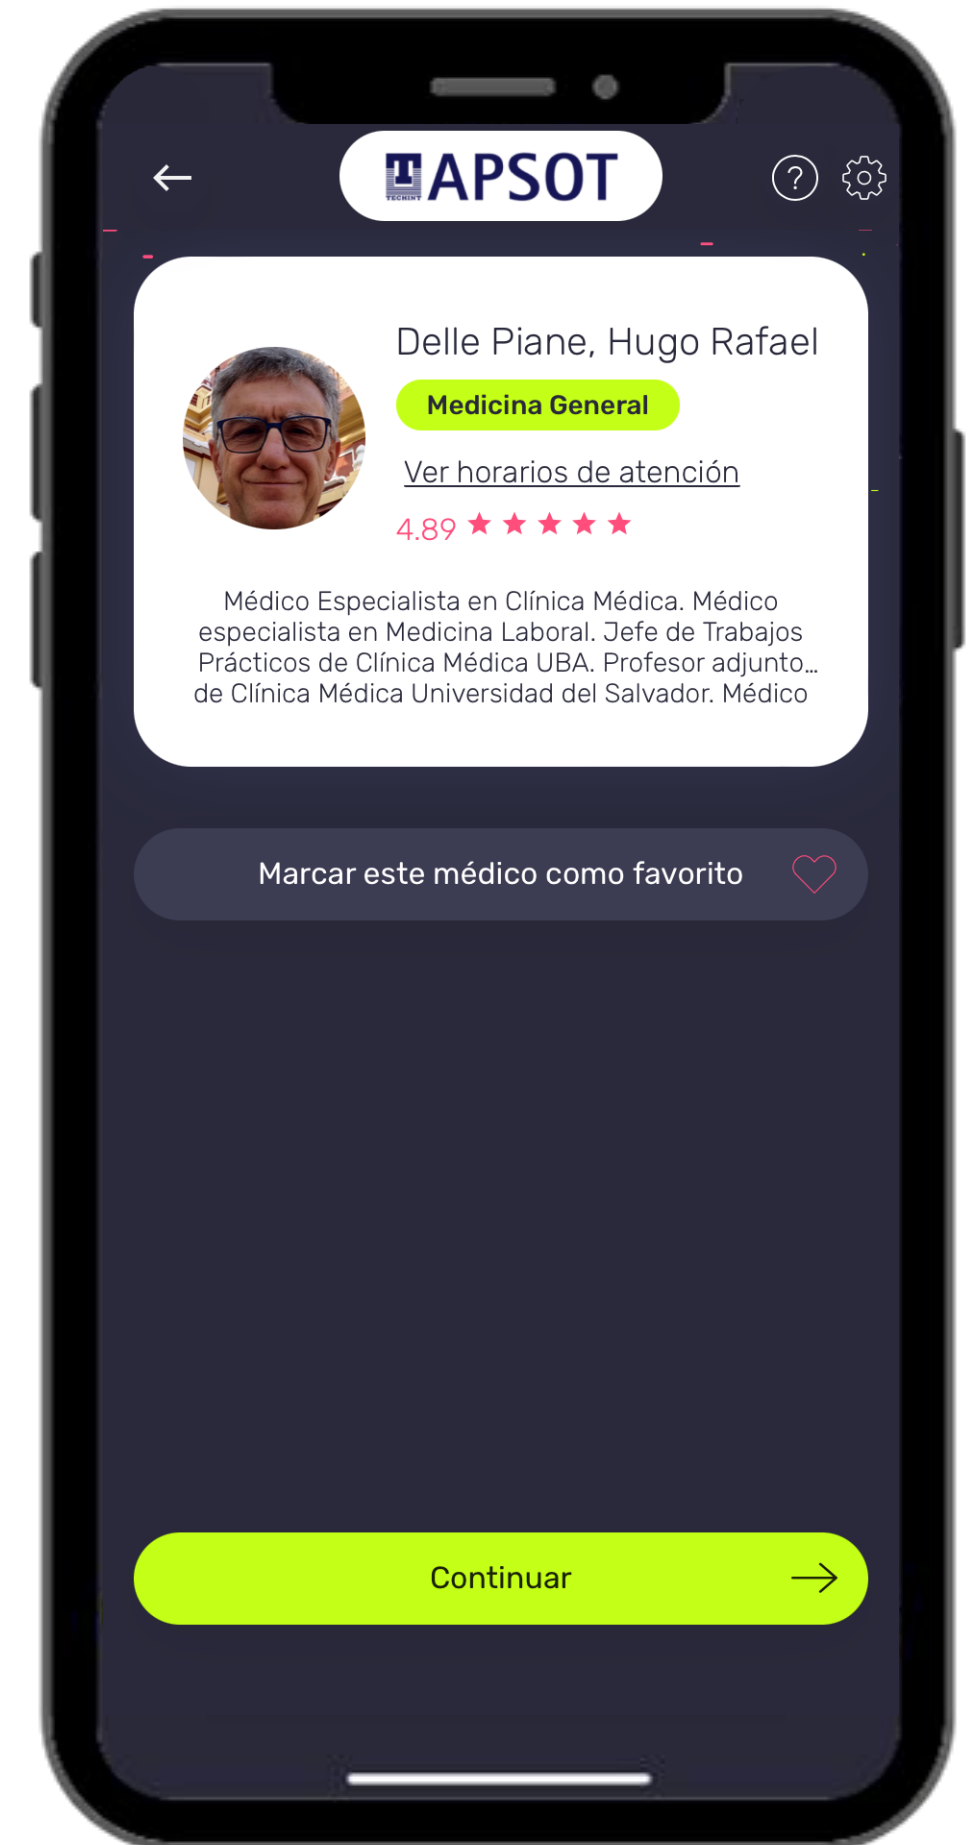 TECHINT APSOT
?
Delle Piane, Hugo Rafael
Medicina General
Ver horarios de atención
4.89
Médico Especialista en Clínica Médica. Médico
especialista en Medicina Laboral. Jefe de Trabajos
Prácticos de Clínica Médica UBA. Profesor adjunto...
de Clínica Médica Universidad del Salvador. Médico
Marcar este médico como favorito
Continuar